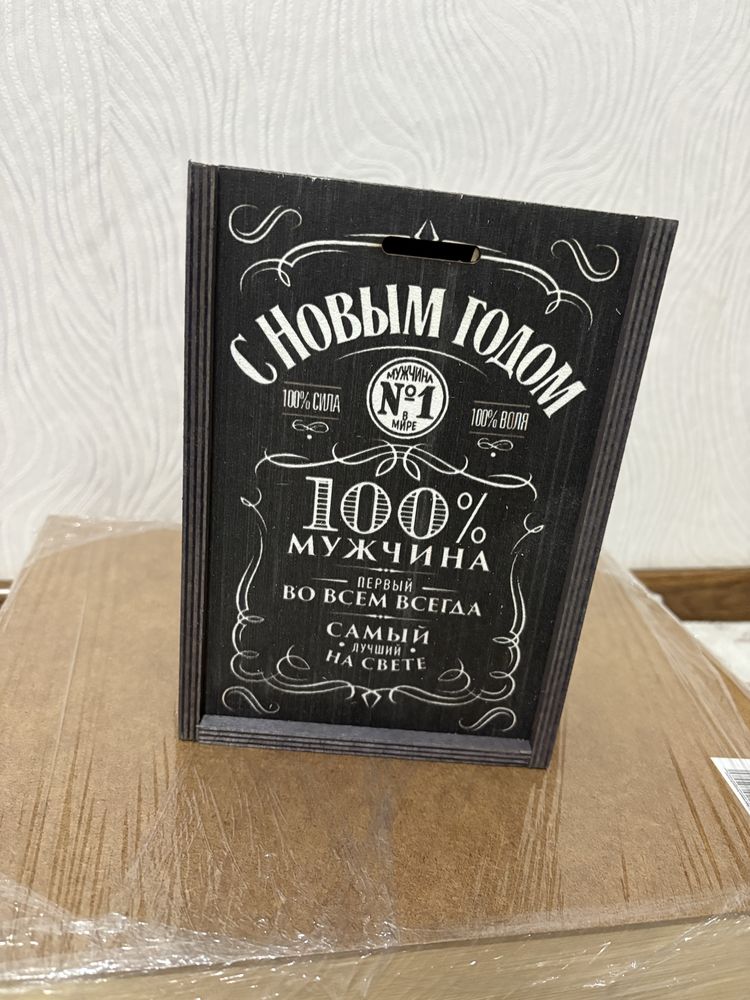 С НОВЫМ ГОДОМ
МУЖЧИНА
№1
В
МИРЕ
100% СИЛА
100% ВОЛЯ
100%
МУЖЧИНА
ПЕРВЫЙ
ВО ВСЕМ ВСЕГДА
САМЫЙ
ЛУЧШИЙ
НА СВЕТЕ